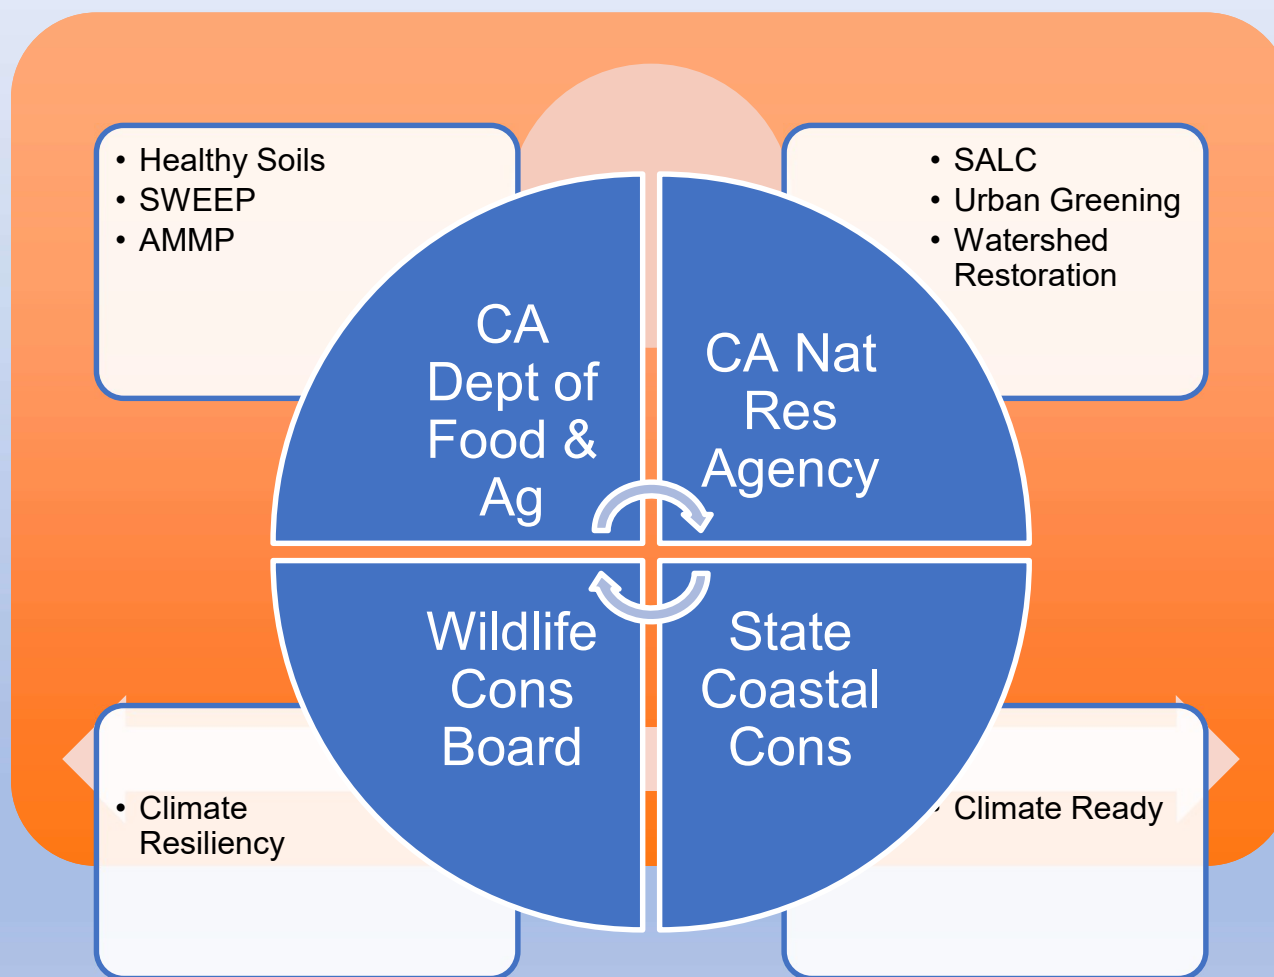 • Healthy Soils
• SWEEP
• AMMP
• SALC
• Urban Greening
• Watershed
Restoration
CA
Dept of
Food &
Ag
CA Nat
Res
Agency
Wildlife
Cons
Board
State
Coastal
Cons
• Climate
Resiliency
• Climate Ready